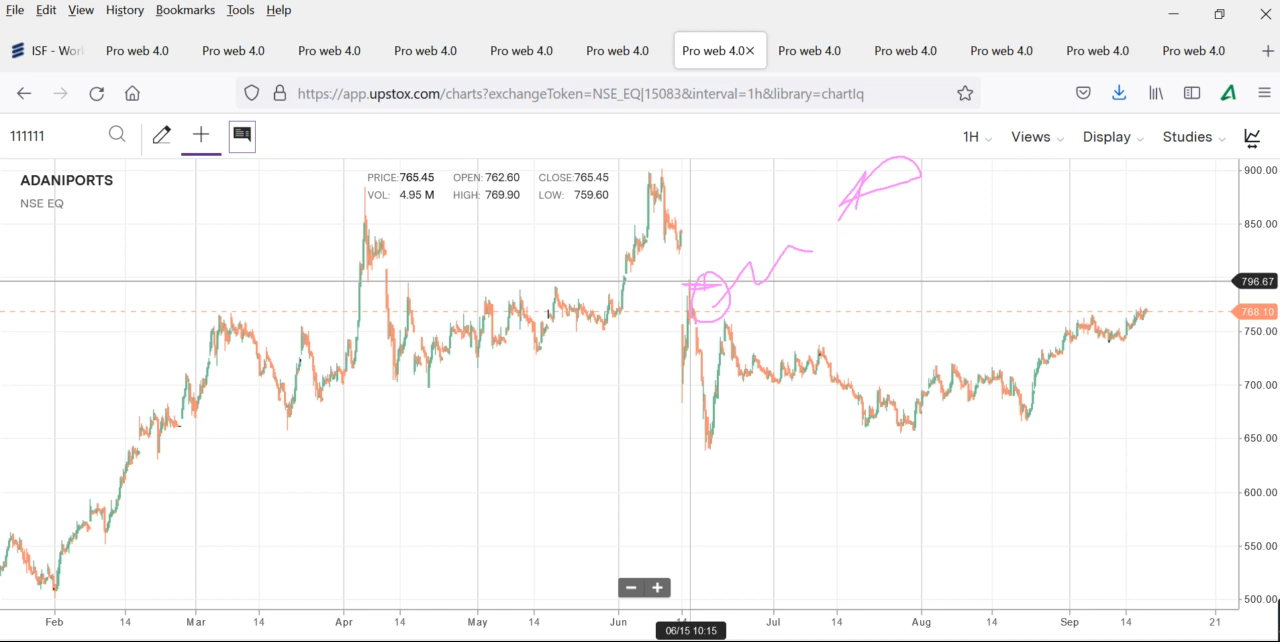 File Edit View History Bookmarks Tools Help
ISF - Worl Pro web 4.0 Pro web 4.0 Pro web 4.0 Pro web 4.0 Pro web 4.0 Pro web 4.0 Pro web 4.0× Pro web 4.0 Pro web 4.0 Pro web 4.0 Pro web 4.0 Pro web 4.0
https://app.upstox.com/charts?exchangeToken=NSE_EQ|15083&interval=1h&library=chartIq
111111 1H Views Display Studies
ADANIPORTS
NSE EQ
PRICE: 765.45 OPEN: 762.60 CLOSE: 765.45
VOL: 4.95 M HIGH: 769.90 LOW: 759.60
900.00
850.00
796.67
768.10
750.00
700.00
650.00
600.00
550.00
500.00
Feb 14 Mar 14 Apr 14 May 14 Jun 14 Jul 14 Aug 14 Sep 14 21
06/15 10:15